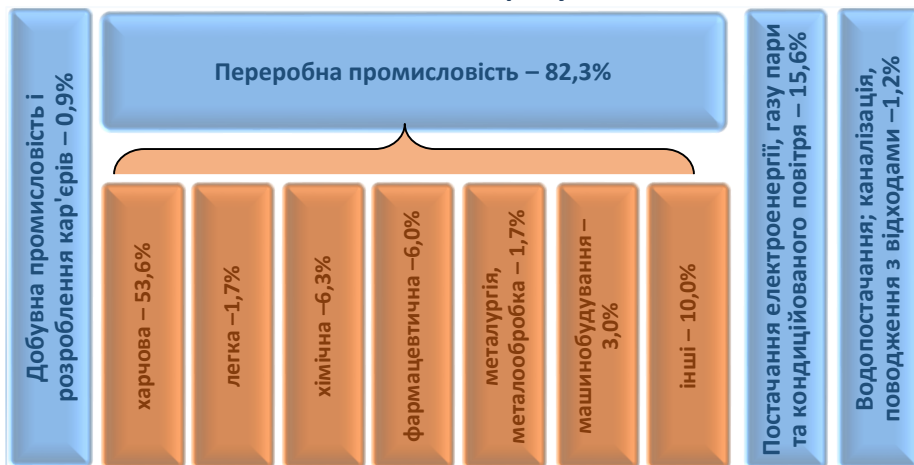 Добувна промисловість і
розроблення кар'єрів – 0,9%
Переробна промисловість – 82,3%
харчова – 53,6%
легка –1,7%
хімічна –6,3%
фармацевтична –6,0%
металургія,
металообробка – 1,7%
машинобудування –
3,0%
інші – 10,0%
Постачання електроенергії, газу пари
та кондиційованого повітря – 15,6%
Водопостачання; каналізація,
поводження з відходами –1,2%